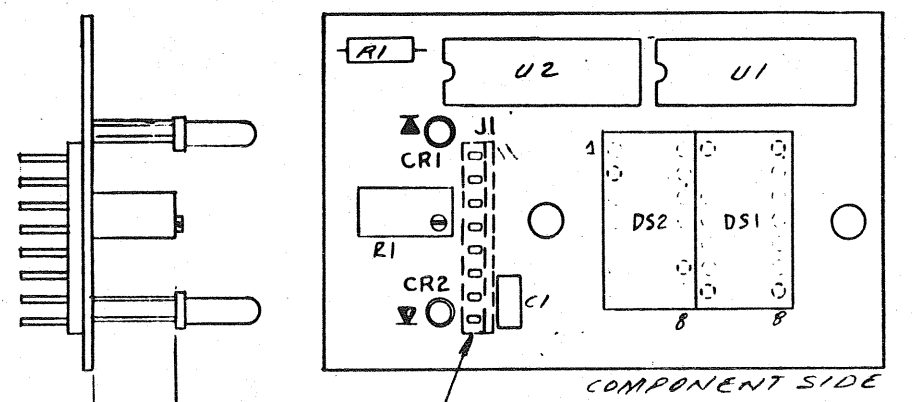 R1
U2
U1
J1
CR1
1
DS2
DS1
R1
CR2
C1
8
8
COMPONENT SIDE